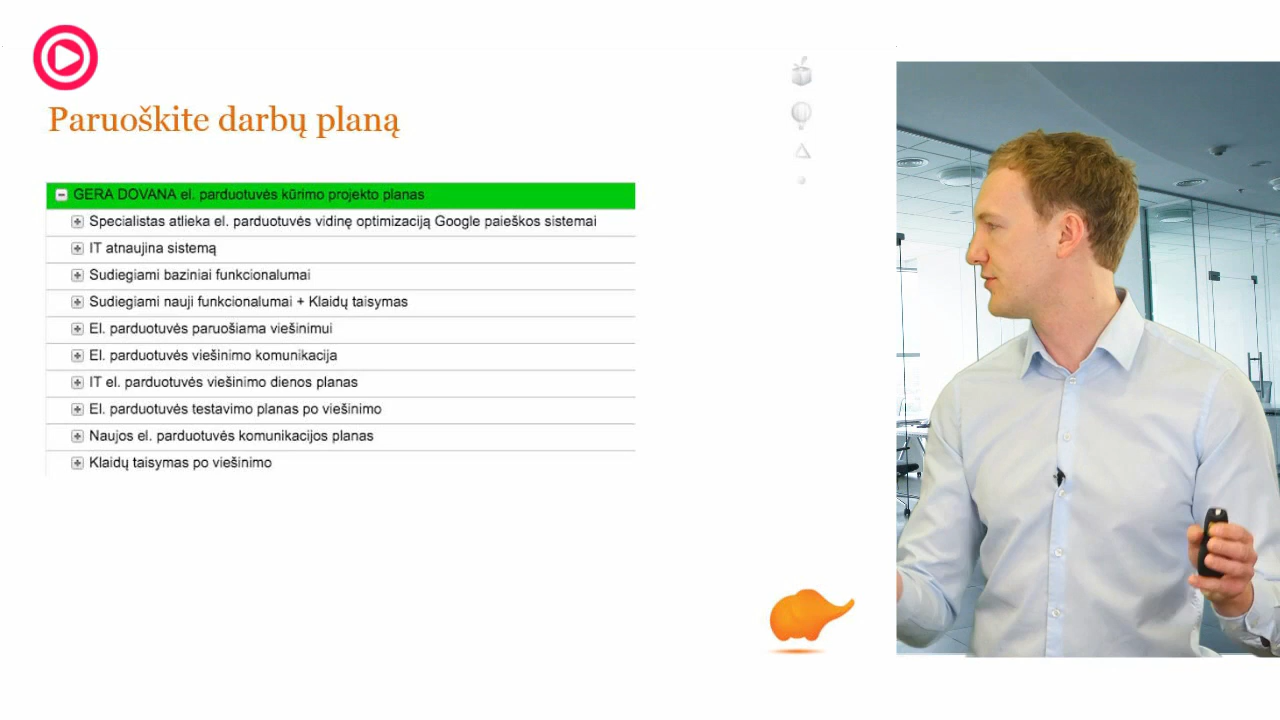 Paruoškite darbų planą
GERA DOVANA el. parduotuvės kūrimo projekto planas
Specialistas atlieka el. parduotuvės vidinę optimizaciją Google paieškos sistemai
IT atnaujina sistemą
Sudiegiami baziniai funkcionalumai
Sudiegiami nauji funkcionalumai + Klaidų taisymas
El. parduotuvės paruošiama viešinimui
El. parduotuvės viešinimo komunikacija
IT el. parduotuvės viešinimo dienos planas
El. parduotuvės testavimo planas po viešinimo
Naujos el. parduotuvės komunikacijos planas
Klaidų taisymas po viešinimo